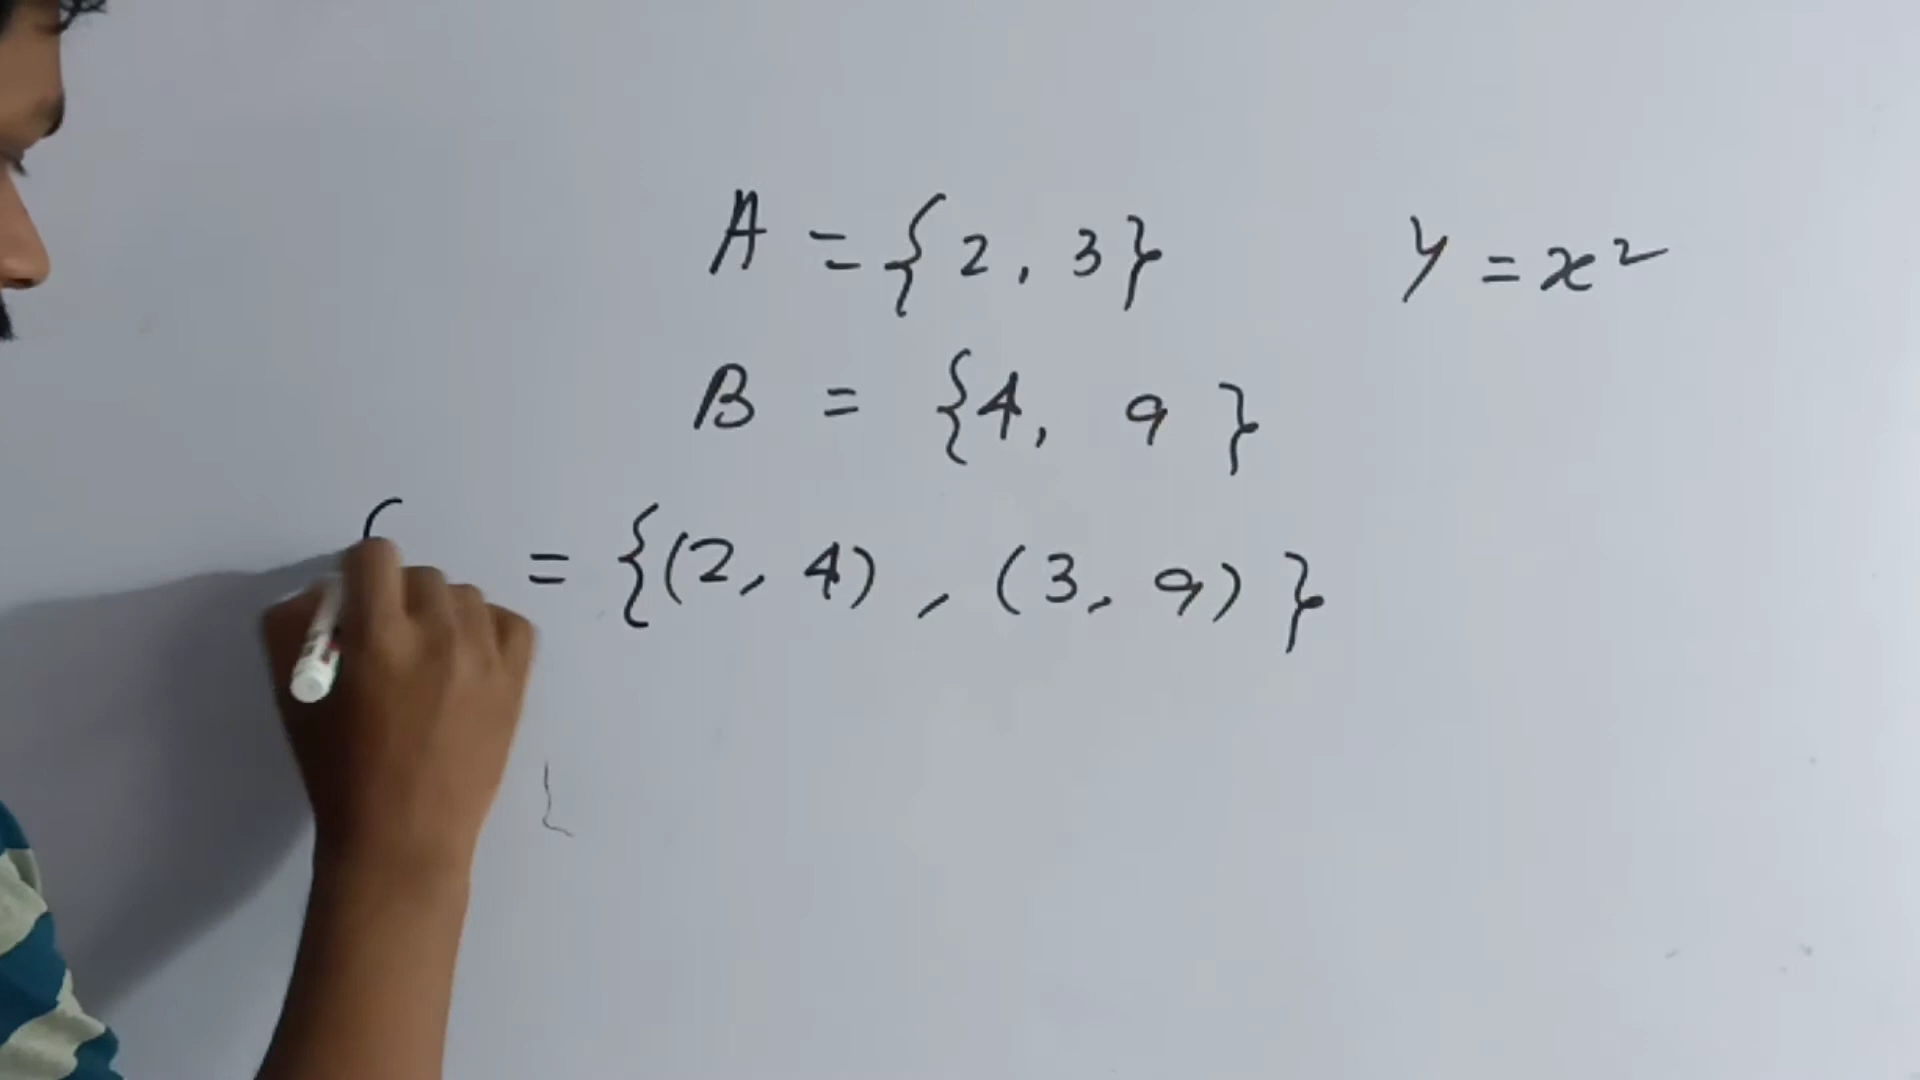 A = {2, 3} y = x²
B = {4, 9}
= {(2, 4), (3, 9)}